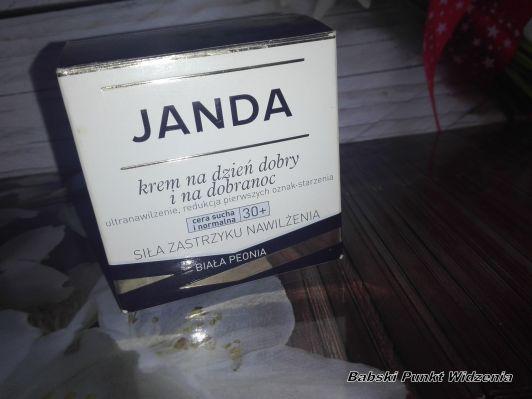 JANDA
krem na dzień dobry
i na dobranoc
ultranawilżenie, redukcja pierwszych oznak starzenia
cera sucha
i normalna 30+
SIŁA ZASTRZYKU NAWILŻENIA
BIAŁA PEONIA
Babski Punkt Widzenia